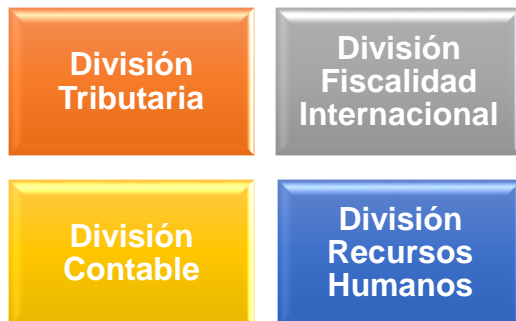 División
Tributaria
División
Fiscalidad
Internacional
División
Contable
División
Recursos
Humanos